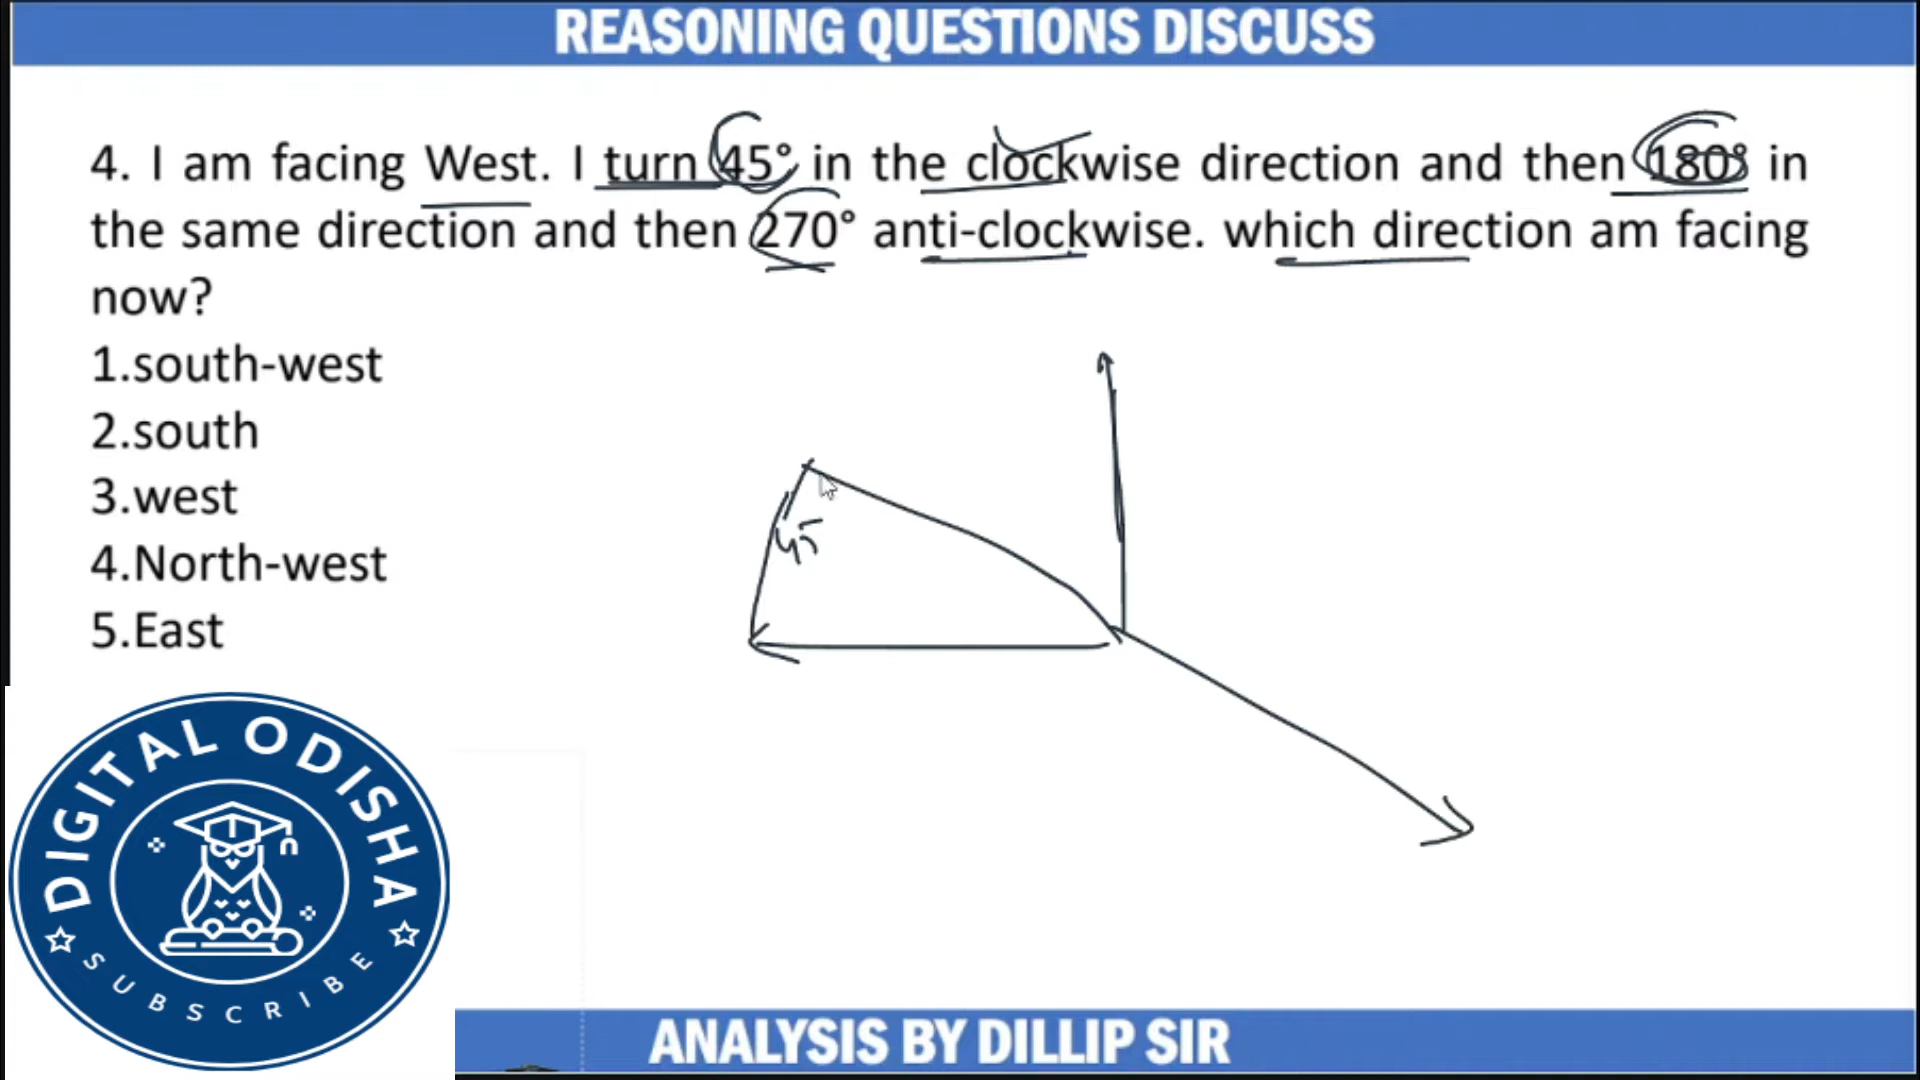 REASONING QUESTIONS DISCUSS
4. I am facing West. I turn 45° in the clockwise direction and then 180° in
the same direction and then 270° anti-clockwise. which direction am facing
now?
1.south-west
2.south
3.west
4.North-west
5.East
45
DIGITAL ODISHA
SUBSCRIBE
ANALYSIS BY DILLIP SIR